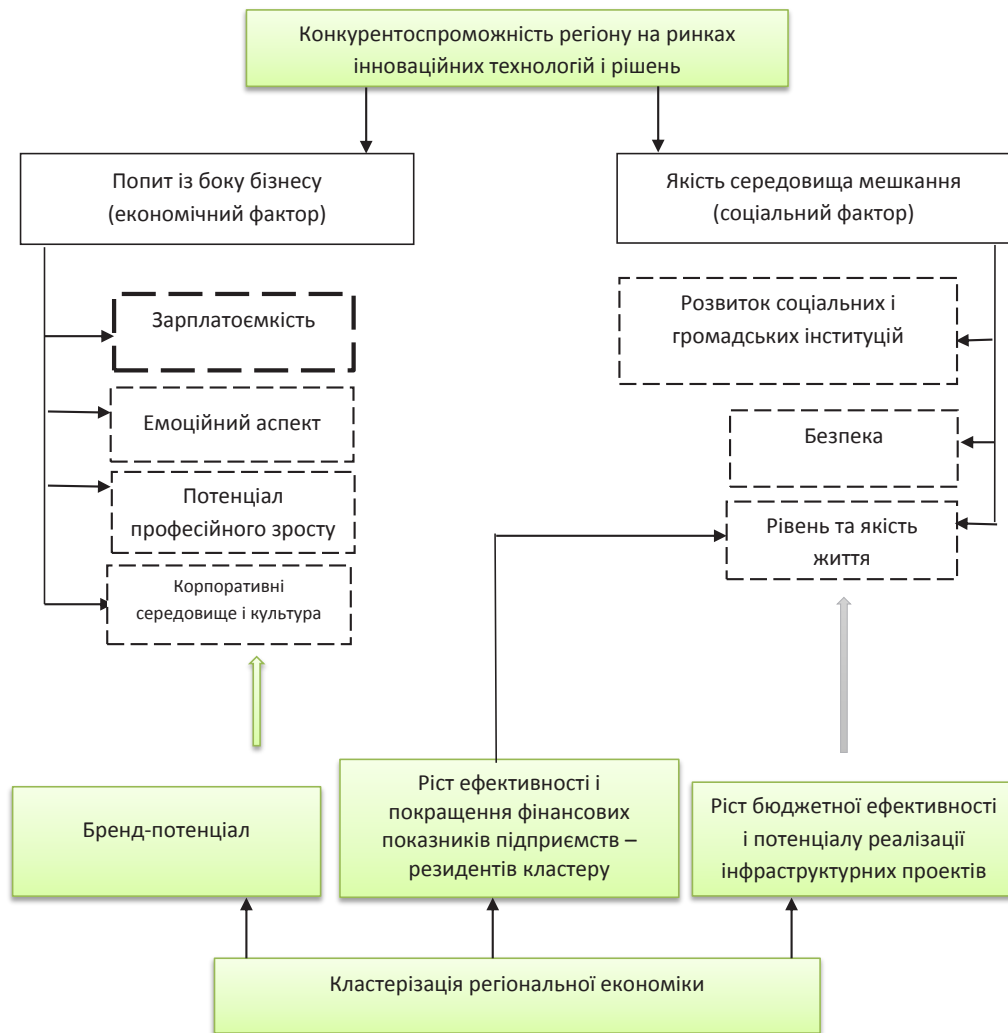 Конкурентоспроможність регіону на ринках
інноваційних технологій і рішень
Попит із боку бізнесу
(економічний фактор)
Якість середовища мешкання
(соціальний фактор)
Зарплатоємкість
Емоційний аспект
Потенціал
професійного зросту
Корпоративні
середовище і культура
Розвиток соціальних і
громадських інституцій
Безпека
Рівень та якість
життя
Бренд-потенціал
Ріст ефективності і
покращення фінансових
показників підприємств –
резидентів кластеру
Ріст бюджетної ефективності
і потенціалу реалізації
інфраструктурних проектів
Кластерізація регіональної економіки